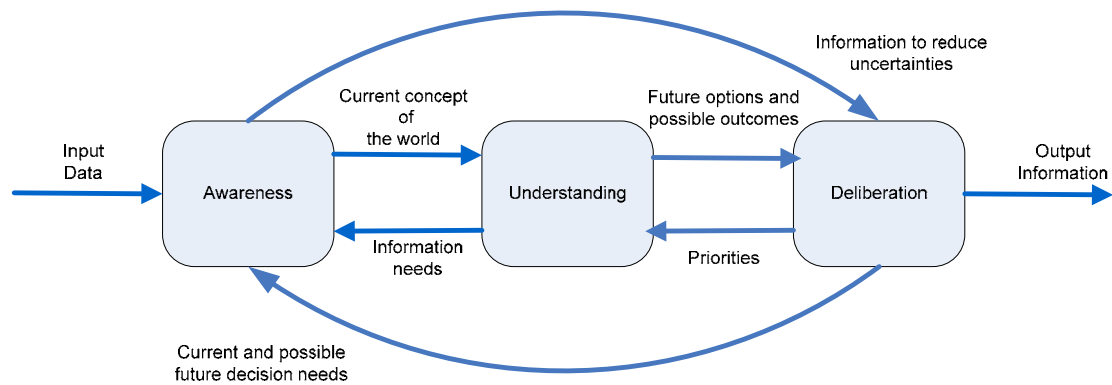 Information to reduce
uncertainties
Current concept
of
the world
Future options and
possible outcomes
Input
Data
Awareness
Understanding
Deliberation
Output
Information
Information
needs
Priorities
Current and possible
future decision needs